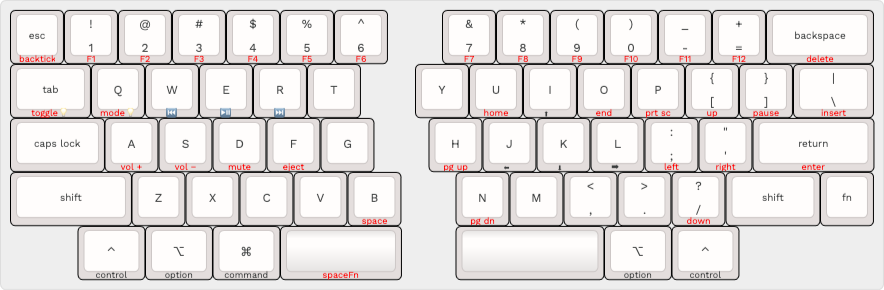 esc ! @ # $ % ^ & * ( ) _ + backspace
1 2 3 4 5 6 7 8 9 0 - =
backtick F1 F2 F3 F4 F5 F6 F7 F8 F9 F10 F11 F12 delete
tab Q W E R T Y U I O P { } |
[ ] \
toggle💡 mode💡 ⏮ ⏯ ⏭ home ⬆ end prt sc up pause insert
caps lock A S D F G H J K L : " return
; '
vol + vol − mute eject pg up ⬅ ⬇ ➡ left right enter
shift Z X C V B N M < > ? shift fn
, . /
space pg dn down
⌃ ⌥ ⌘ ⌥ ⌃
control option command spaceFn option control